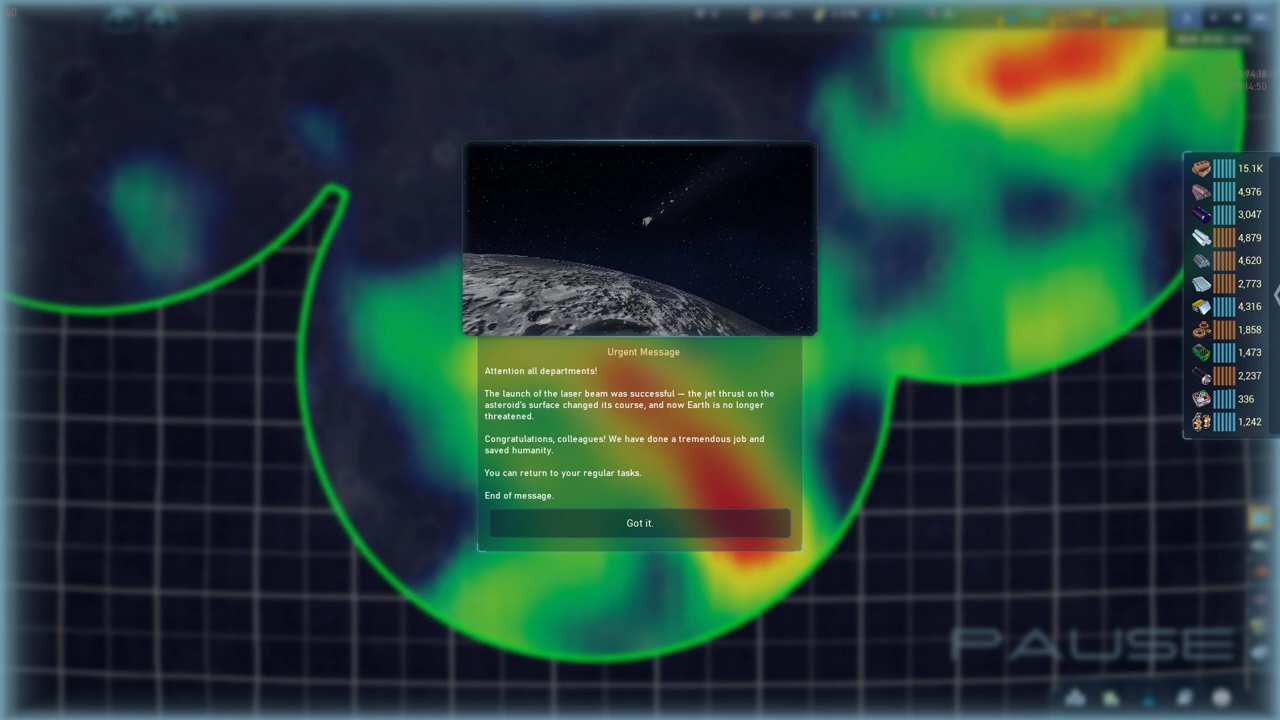 Urgent Message
Attention all departments!
The launch of the laser beam was successful — the jet thrust on the
asteroid's surface changed its course, and now Earth is no longer
threatened.
Congratulations, colleagues! We have done a tremendous job and
saved humanity.
You can return to your regular tasks.
End of message.
Got it.
15.1K
4,976
3,047
4,879
4,620
2,773
4,316
1,858
1,473
2,237
336
1,242
PAUSE